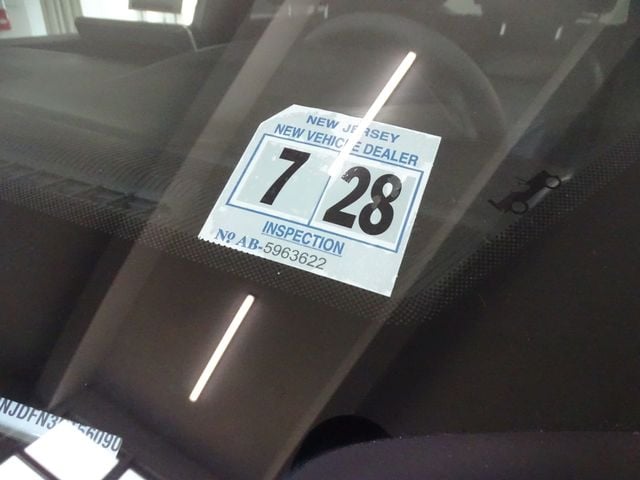 NEW JERSEY
NEW VEHICLE DEALER
7 28
INSPECTION
Nº AB-5963622